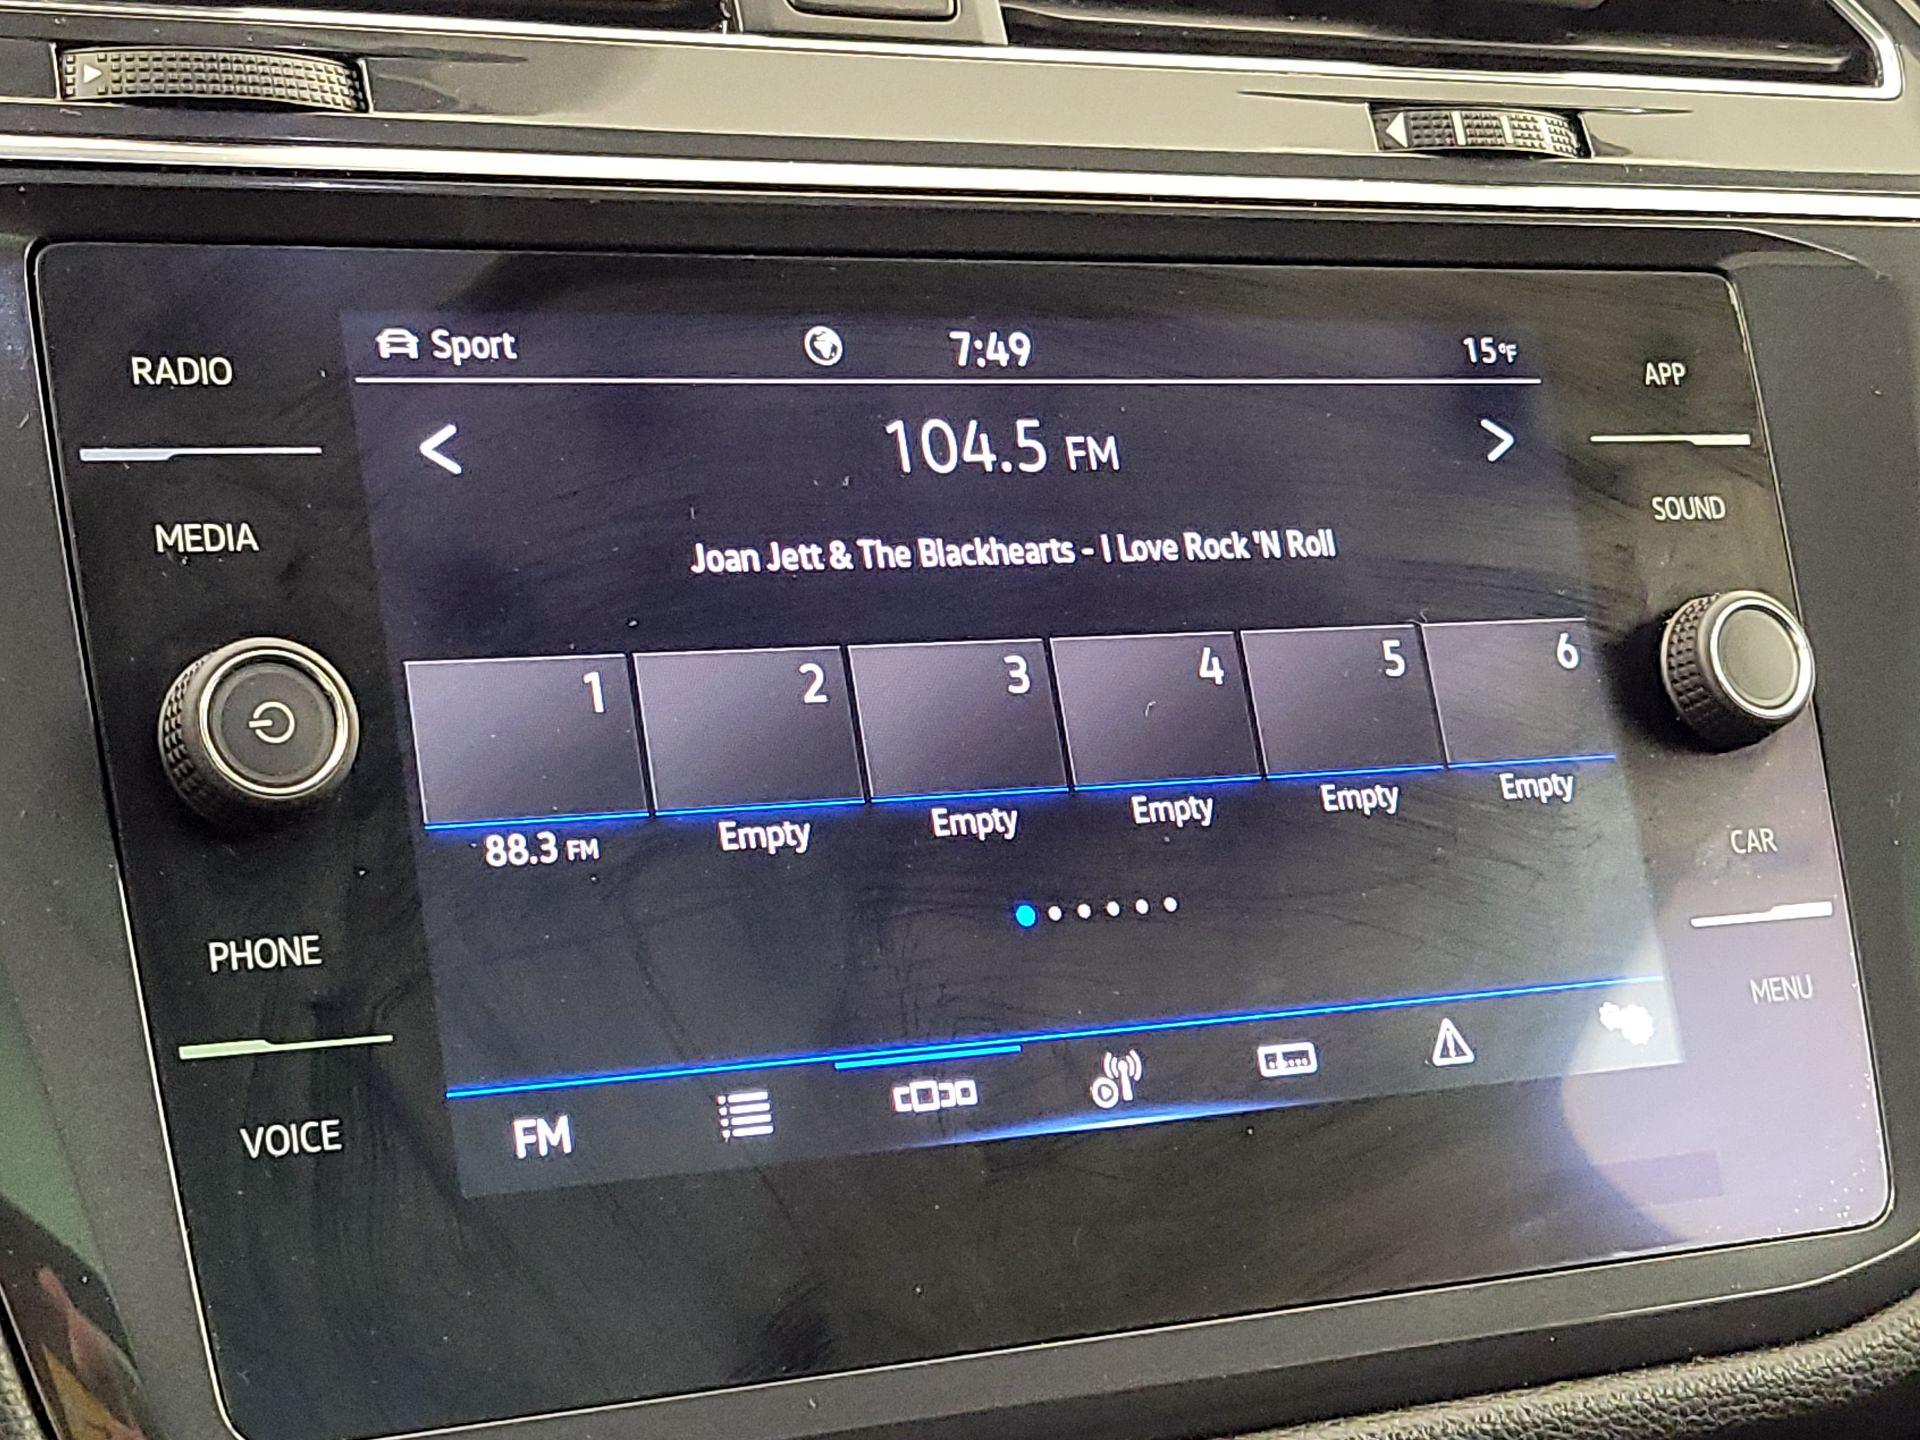 RADIO
MEDIA
PHONE
VOICE
Sport 7:49 15°F
< 104.5 FM >
Joan Jett & The Blackhearts - I Love Rock 'N Roll
1 2 3 4 5 6
88.3 FM Empty Empty Empty Empty Empty
FM
APP
SOUND
CAR
MENU